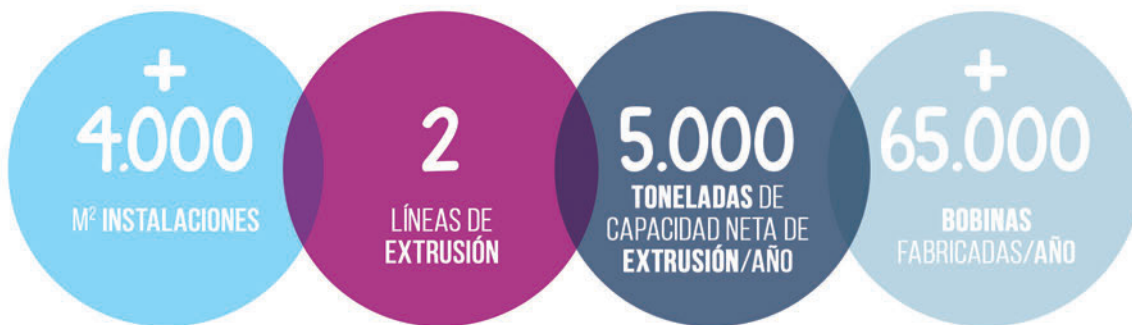 +
4.000
M² INSTALACIONES
2
LÍNEAS DE
EXTRUSIÓN
5.000
TONELADAS DE
CAPACIDAD NETA DE
EXTRUSIÓN/AÑO
+
65.000
BOBINAS
FABRICADAS/AÑO